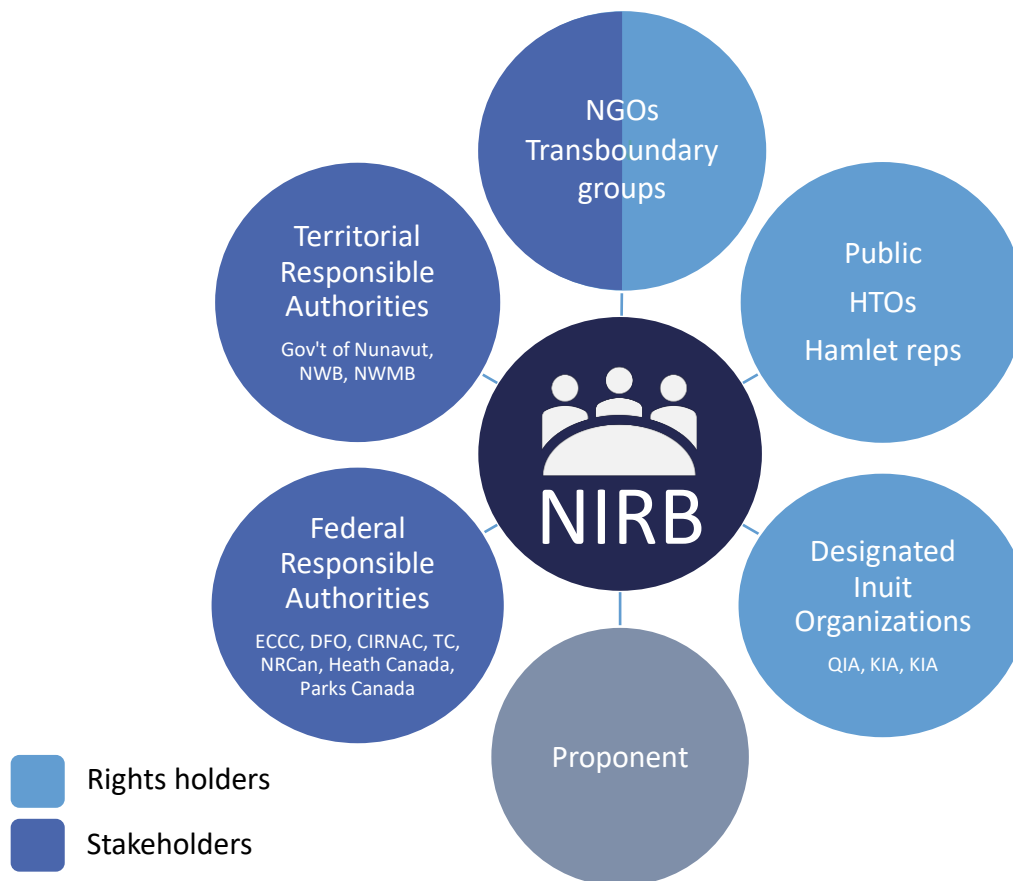 NGOs
Transboundary
groups
Territorial
Responsible
Authorities
Gov't of Nunavut,
NWB, NWMB
Public
HTOs
Hamlet reps
NIRB
Federal
Responsible
Authorities
ECCC, DFO, CIRNAC, TC,
NRCan, Heath Canada,
Parks Canada
Designated
Inuit
Organizations
QIA, KIA, KIA
Proponent
Rights holders
Stakeholders